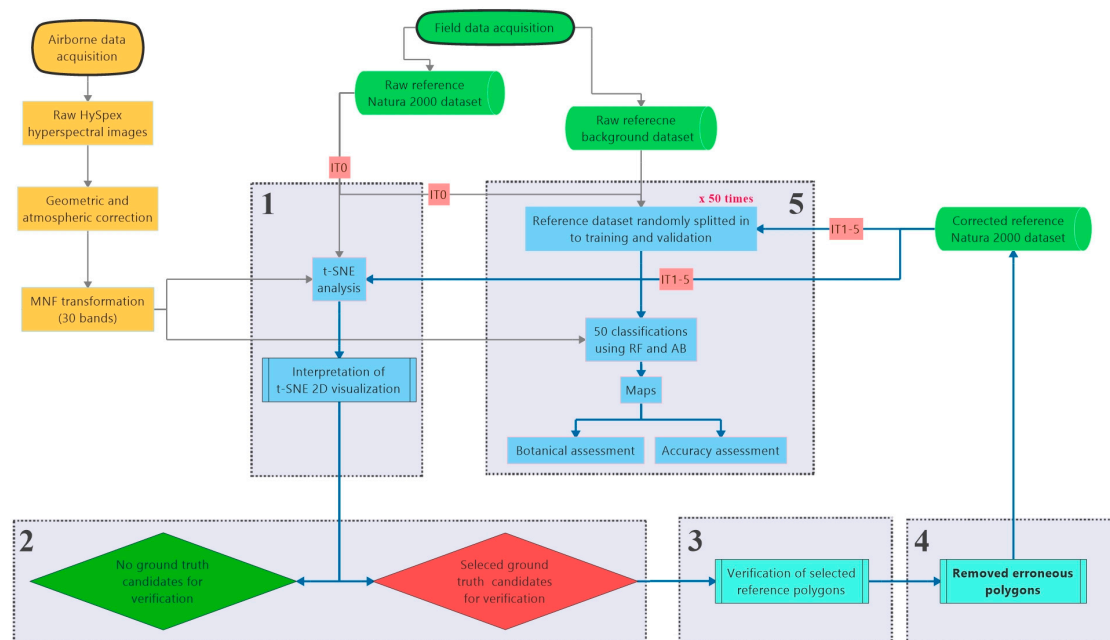 Airborne data
acquisition
Field data acquisition
Raw reference
Natura 2000 dataset
Raw HySpex
hyperspectral images
Raw referecne
background dataset
IT0
IT0
1
5
x 50 times
Geometric and
atmospheric correction
Reference dataset randomly splitted in
to training and validation
IT1-5
Corrected reference
Natura 2000 dataset
t-SNE
analysis
IT1-5
MNF transformation
(30 bands)
50 classifications
using RF and AB
Interpretation of
t-SNE 2D visualization
Maps
Botanical assessment
Accuracy assessment
2
No ground truth
candidates for
verification
Seleced ground
truth candidates
for verification
3
Verification of selected
reference polygons
4
Removed erroneous
polygons